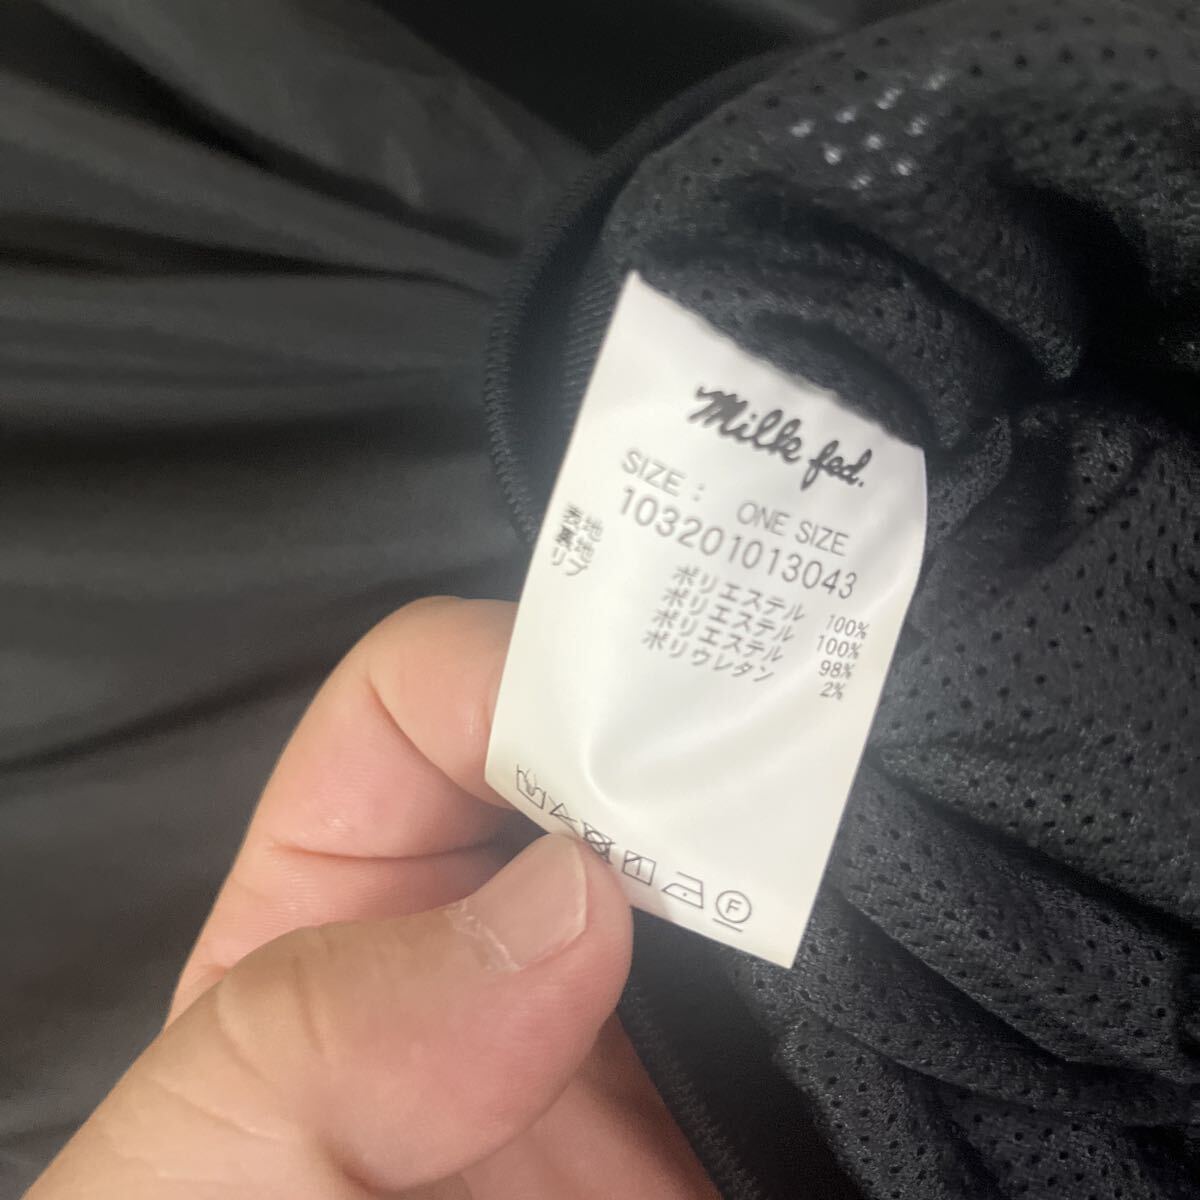 Milk fed.
SIZE: ONE SIZE
103201013043
表地 ポリエステル 100%
裏地 ポリエステル 100%
リブ ポリエステル 98%
ポリウレタン 2%
F